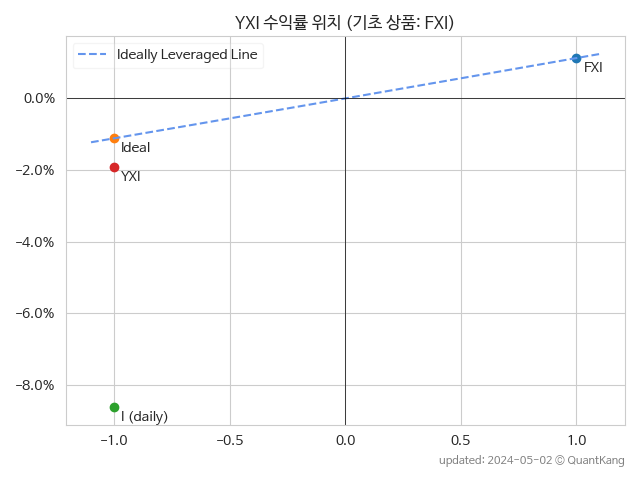 YXI 수익률 위치 (기초 상품: FXI)
Ideally Leveraged Line
FXI
0.0%
Ideal
−2.0%
YXI
−4.0%
−6.0%
−8.0%
I (daily)
−1.0 −0.5 0.0 0.5 1.0
updated: 2024-05-02 © QuantKang